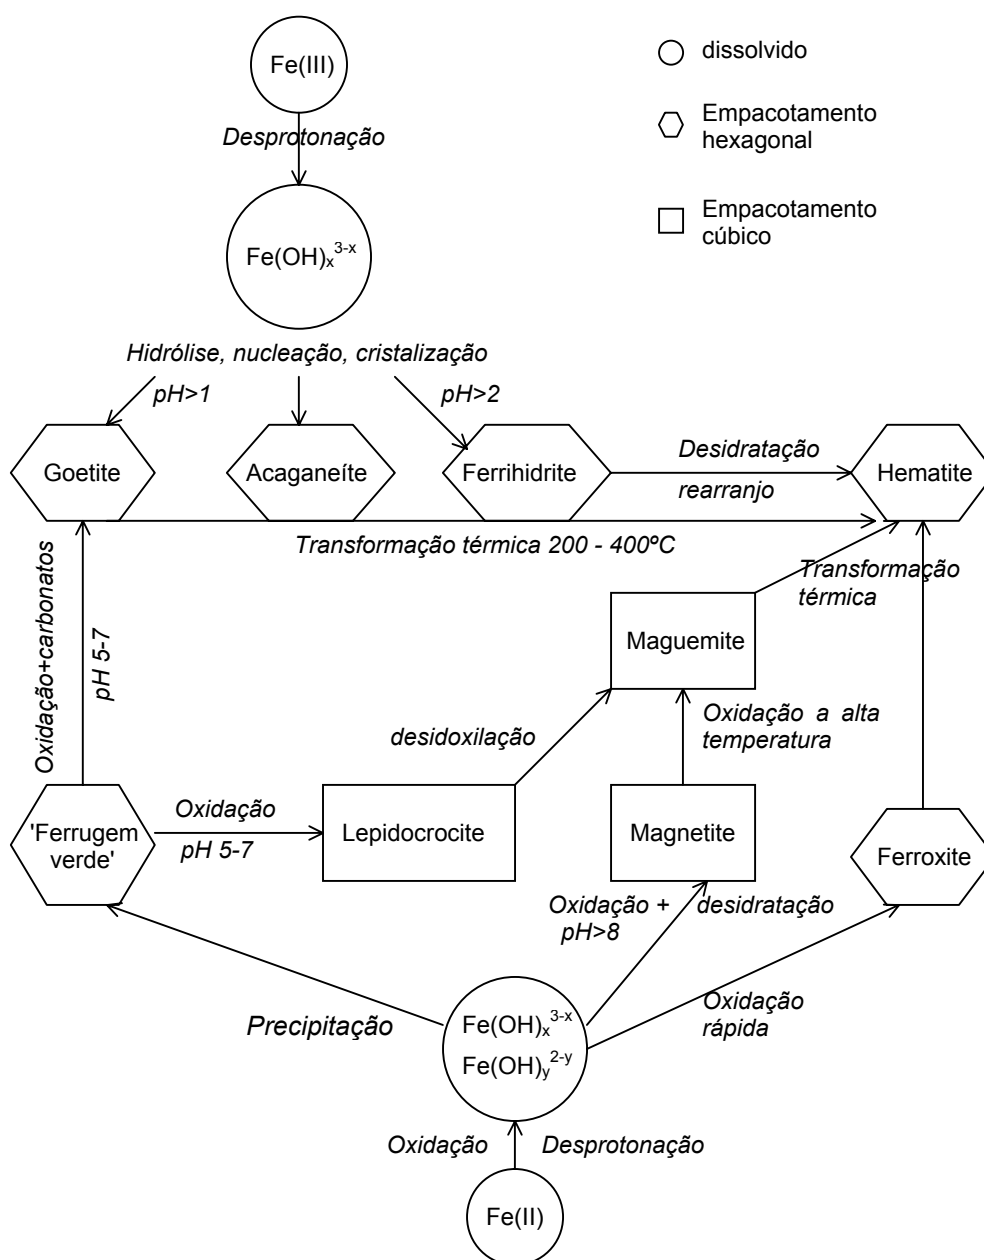 Fe(III)
dissolvido
Empacotamento
hexagonal
Desprotonação
Empacotamento
cúbico
Fe(OH)ₓ³⁻ˣ
Hidrólise, nucleação, cristalização
pH>1
pH>2
Goetite
Acaganeíte
Ferrihidrite
Desidratação
rearranjo
Hematite
Transformação térmica 200 - 400ºC
Oxidação+carbonatos
pH 5-7
Transformação
térmica
Maguemite
desidoxilação
Oxidação a alta
temperatura
'Ferrugem
verde'
Oxidação
pH 5-7
Lepidocrocite
Magnetite
Ferroxite
Oxidação + desidratação
pH>8
Precipitação
Oxidação
rápida
Fe(OH)ₓ³⁻ˣ
Fe(OH)y²⁻ʸ
Oxidação
Desprotonação
Fe(II)